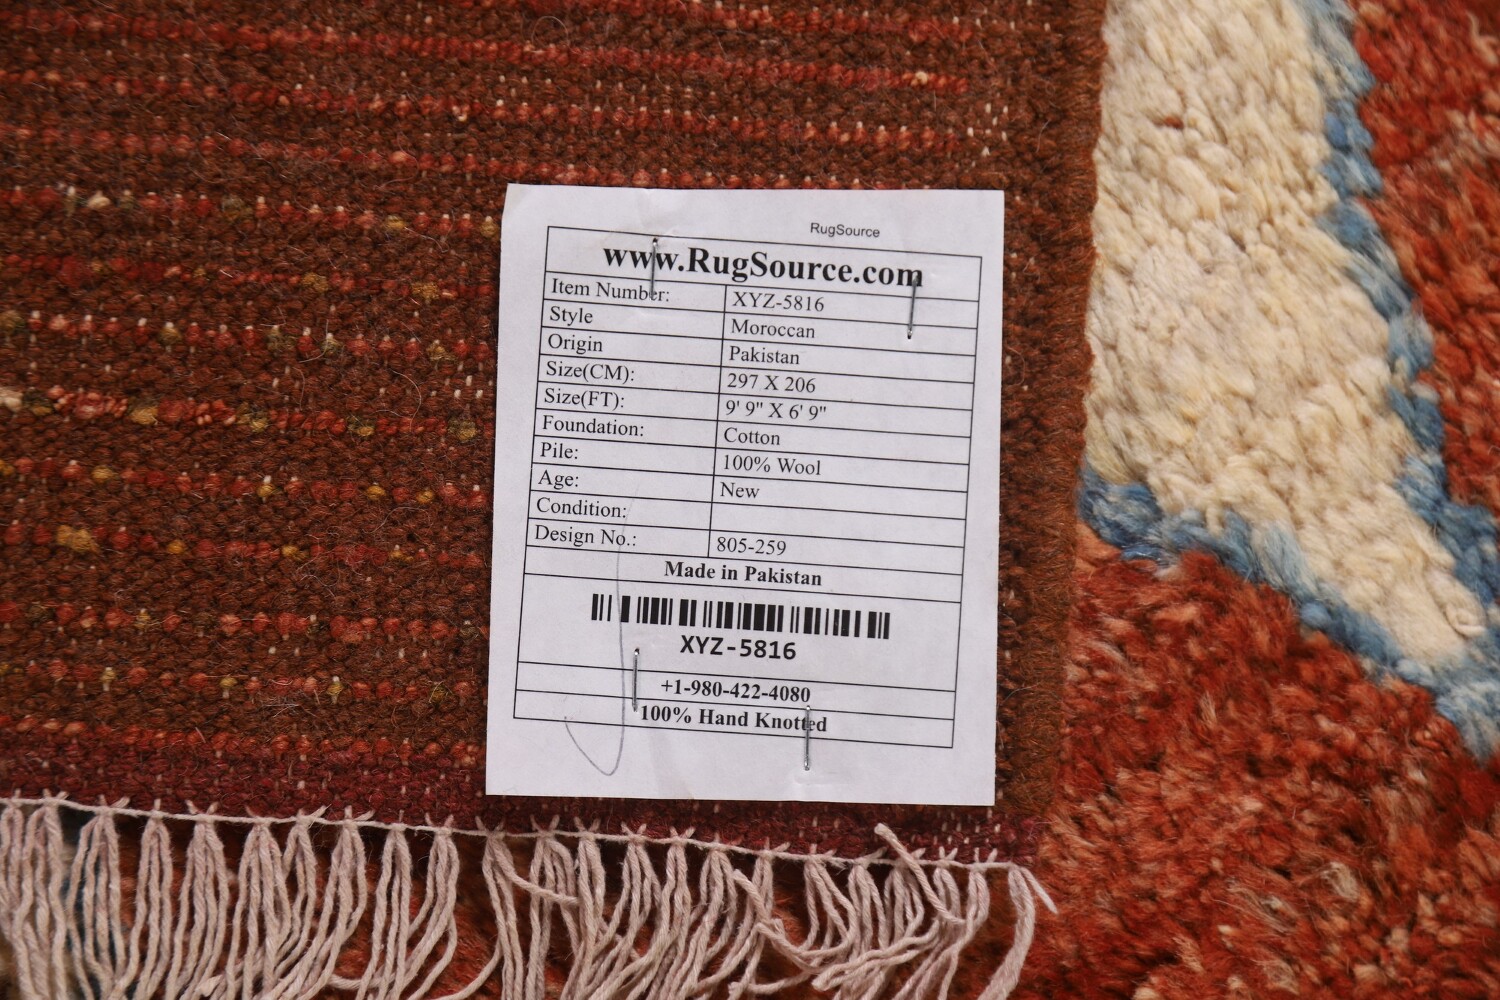 RugSource
www.RugSource.com
Item Number: XYZ-5816
Style Moroccan
Origin Pakistan
Size(CM): 297 X 206
Size(FT): 9' 9" X 6' 9"
Foundation: Cotton
Pile: 100% Wool
Age: New
Condition:
Design No.: 805-259
Made in Pakistan
XYZ-5816
+1-980-422-4080
100% Hand Knotted